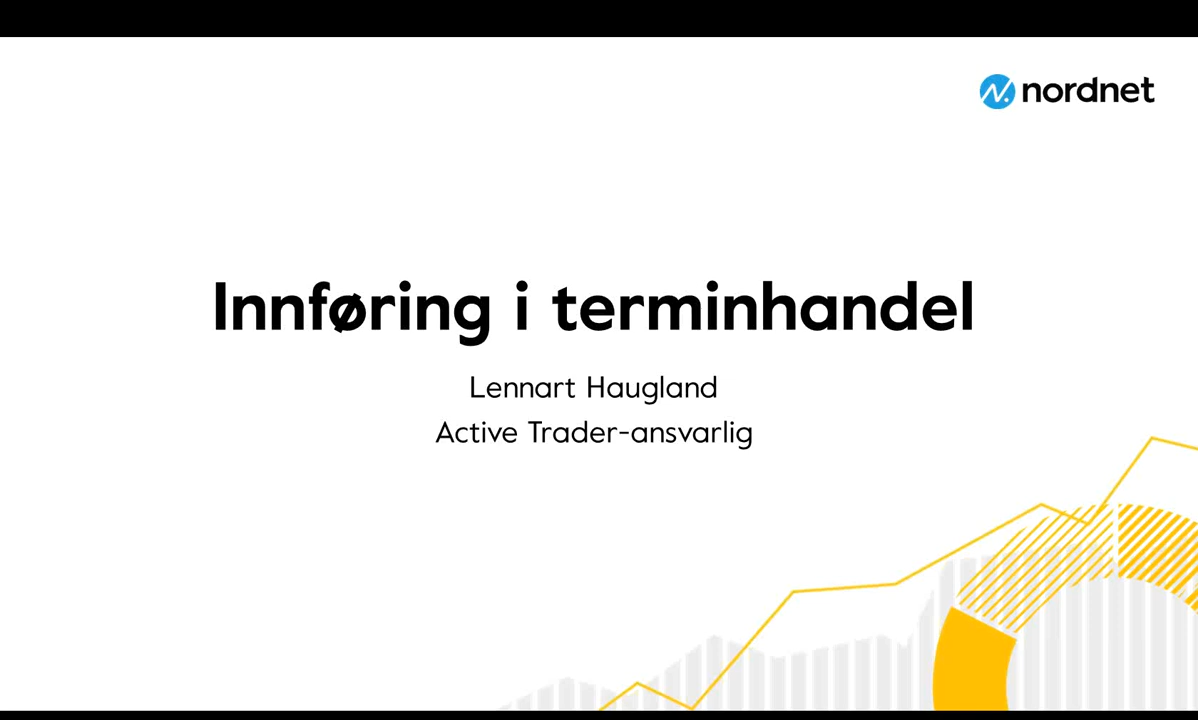 nordnet
Innføring i terminhandel
Lennart Haugland
Active Trader-ansvarlig